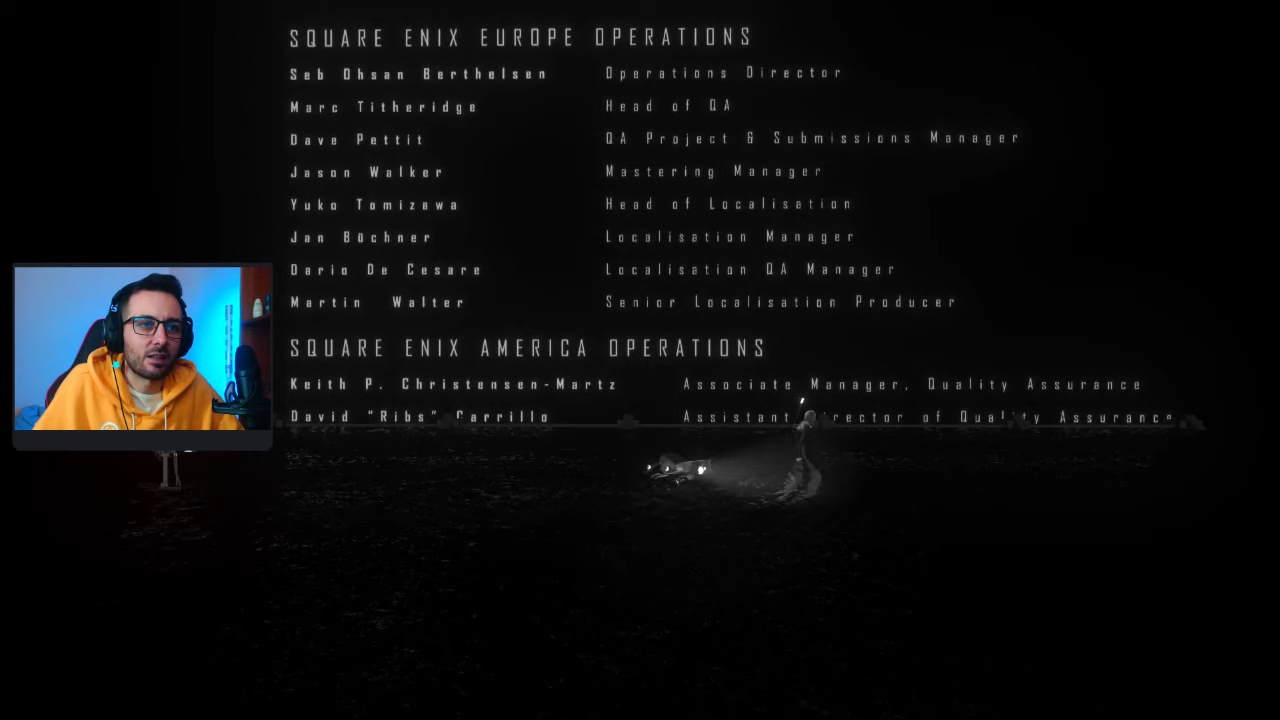 SQUARE ENIX EUROPE OPERATIONS
Seb Ohsan Berthelsen Operations Director
Marc Titheridge Head of QA
Dave Pettit QA Project & Submissions Manager
Jason Walker Mastering Manager
Yuko Tomizawa Head of Localisation
Jan Büchner Localisation Manager
Dario De Cesare Localisation QA Manager
Martin Walter Senior Localisation Producer
SQUARE ENIX AMERICA OPERATIONS
Keith P. Christensen-Martz Associate Manager, Quality Assurance
David "Ribs" Carrillo Assistant Director of Quality Assurance